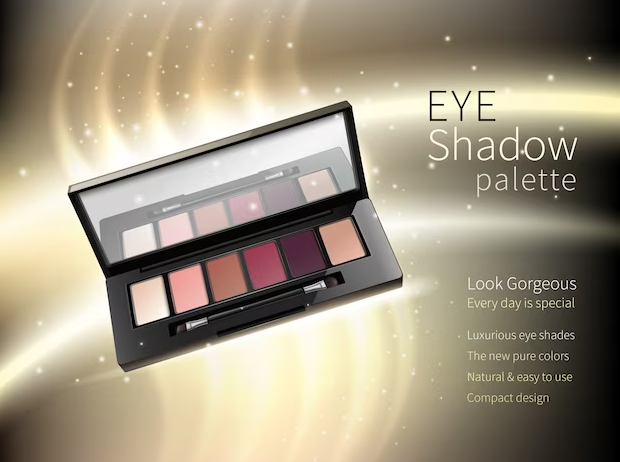 EYE
Shadow
palette
Look Gorgeous
Every day is special
Luxurious eye shades
The new pure colors
Natural & easy to use
Compact design